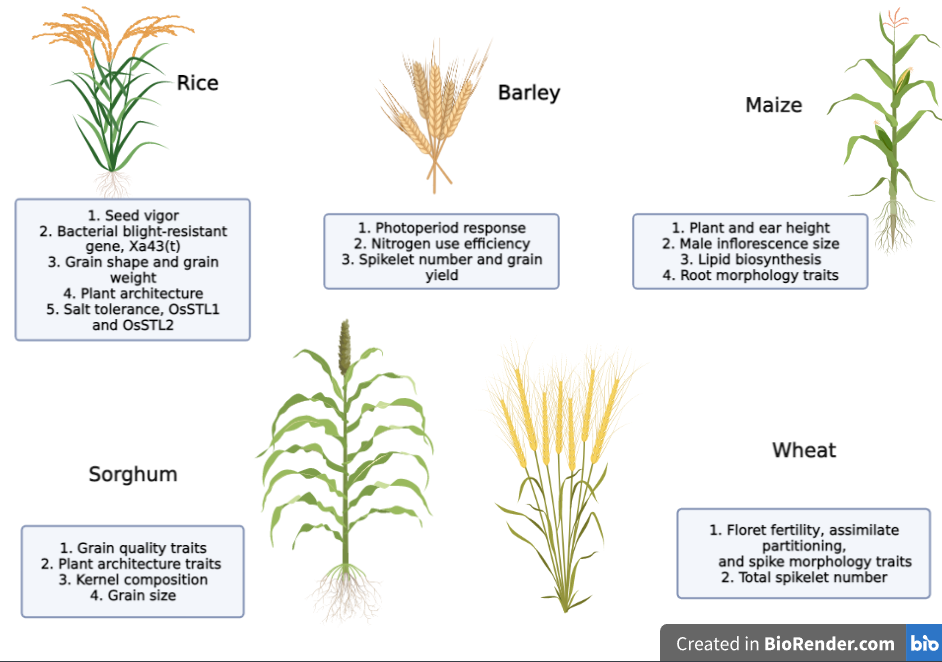 Rice
1. Seed vigor
2. Bacterial blight-resistant
gene, Xa43(t)
3. Grain shape and grain
weight
4. Plant architecture
5. Salt tolerance, OsSTL1
and OsSTL2
Barley
1. Photoperiod response
2. Nitrogen use efficiency
3. Spikelet number and grain
yield
Maize
1. Plant and ear height
2. Male inflorescence size
3. Lipid biosynthesis
4. Root morphology traits
Sorghum
1. Grain quality traits
2. Plant architecture traits
3. Kernel composition
4. Grain size
Wheat
1. Floret fertility, assimilate
partitioning,
and spike morphology traits
2. Total spikelet number
Created in BioRender.com bio